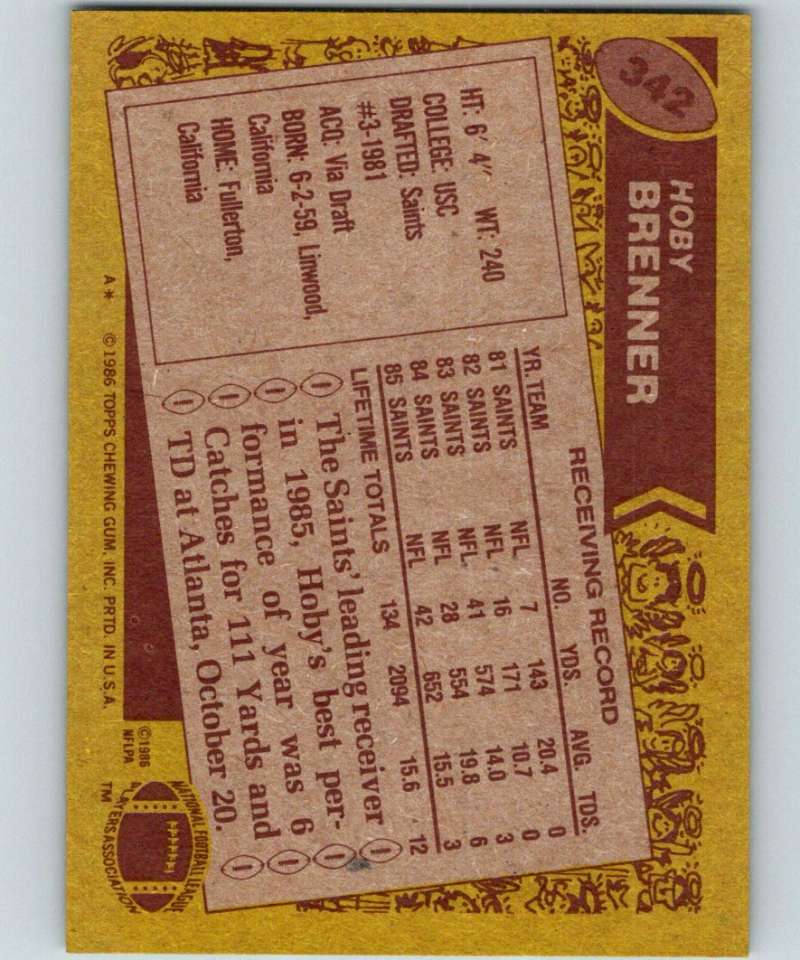 342
HOBY
BRENNER
HT: 6' 4" WT: 240
COLLEGE: USC
DRAFTED: Saints
#3-1981
ACQ: Via Draft
BORN: 6-2-59, Linwood,
California
HOME: Fullerton,
California
RECEIVING RECORD
YR. TEAM NO. YDS. AVG. TDS.
81 SAINTS NFL 7 143 20.4 0
82 SAINTS NFL 16 171 10.7 0
83 SAINTS NFL 41 574 14.0 3
84 SAINTS NFL 28 554 19.8 6
85 SAINTS NFL 42 652 15.5 3
LIFETIME TOTALS 134 2094 15.6 12
The Saints' leading receiver
in 1985, Hoby's best per-
formance of year was 6
Catches for 111 Yards and
TD at Atlanta, October 20.
A* ©1986 TOPPS CHEWING GUM, INC. PRTD. IN U.S.A.
©1986
NFLPA
NATIONAL FOOTBALL LEAGUE
PLAYERS ASSOCIATION
TM